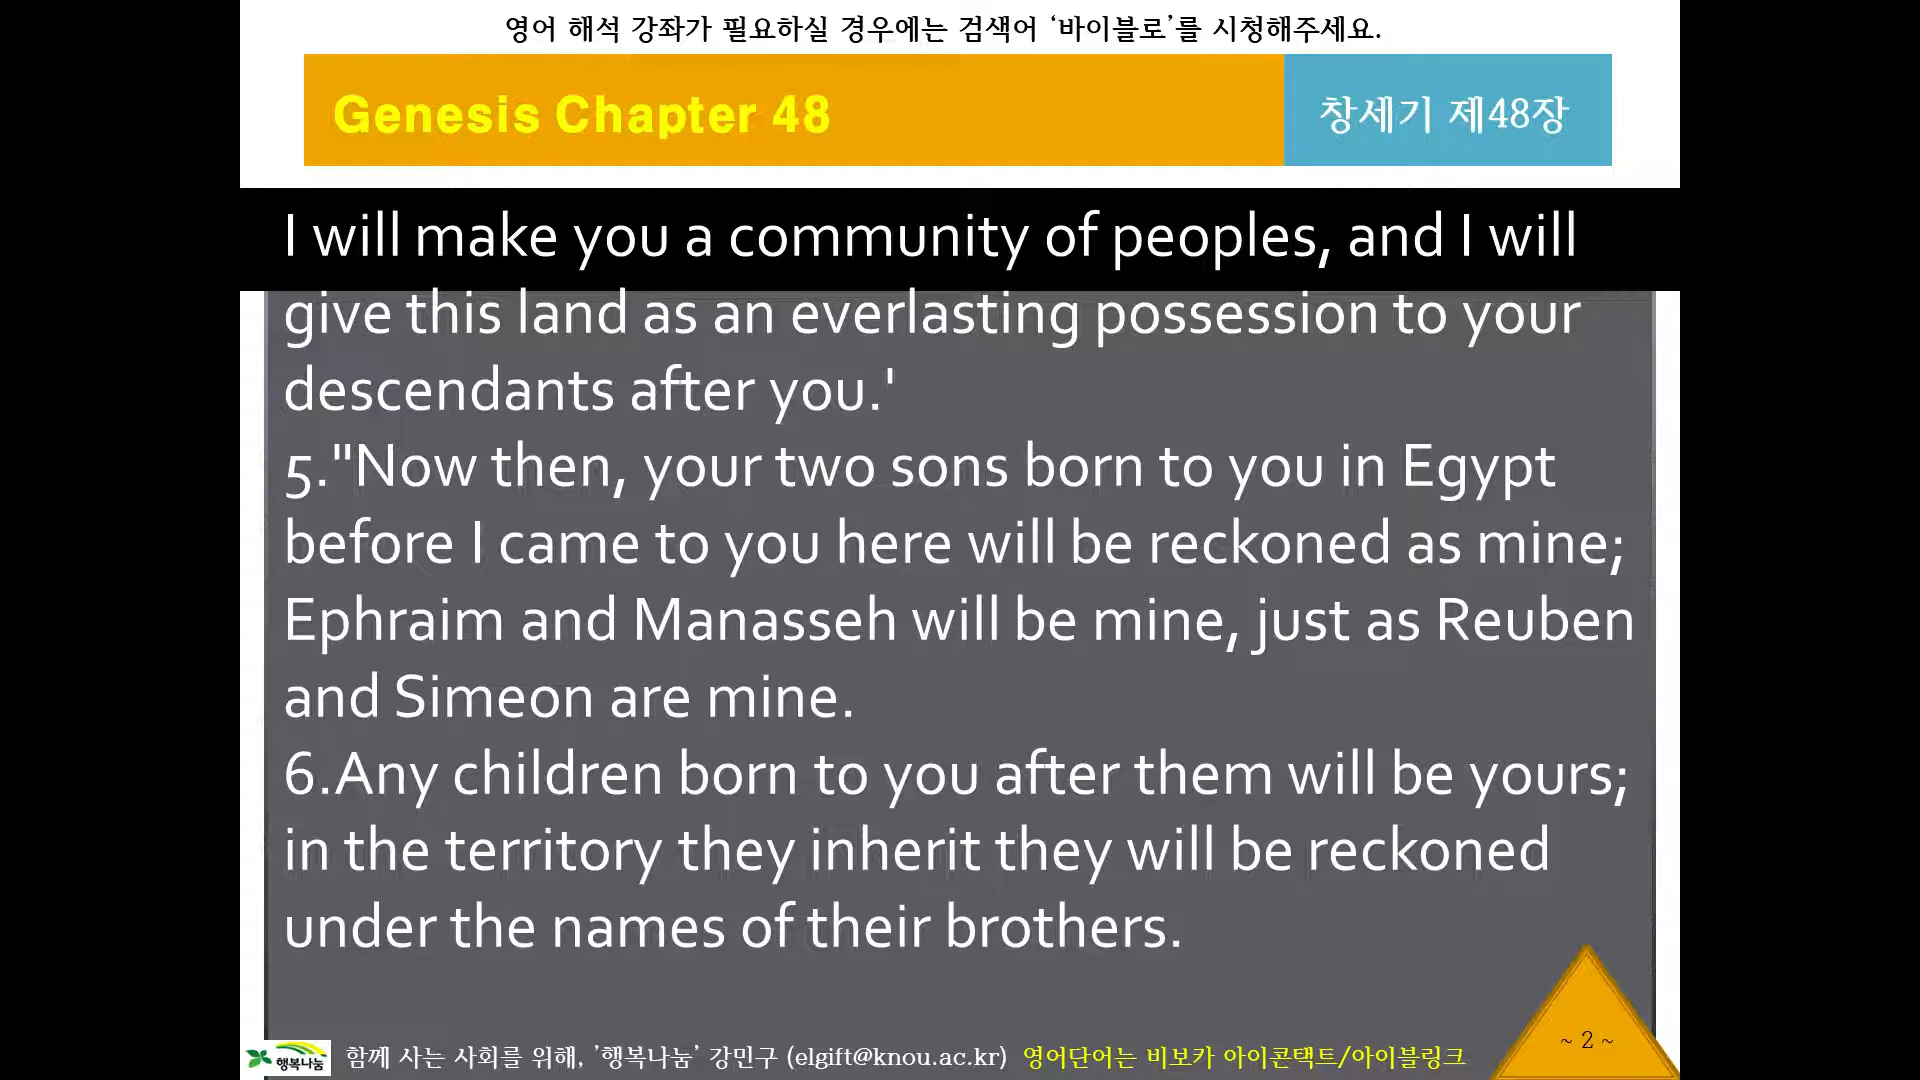 영어 해석 강좌가 필요하실 경우에는 검색어 ‘바이블로’를 시청해주세요.
Genesis Chapter 48
창세기 제48장
I will make you a community of peoples, and I will
give this land as an everlasting possession to your
descendants after you.'
5."Now then, your two sons born to you in Egypt
before I came to you here will be reckoned as mine;
Ephraim and Manasseh will be mine, just as Reuben
and Simeon are mine.
6.Any children born to you after them will be yours;
in the territory they inherit they will be reckoned
under the names of their brothers.
~ 2 ~
행복나눔
함께 사는 사회를 위해, ’행복나눔’ 강민구 (elgift@knou.ac.kr) 영어단어는 비보카 아이콘택트/아이블링크